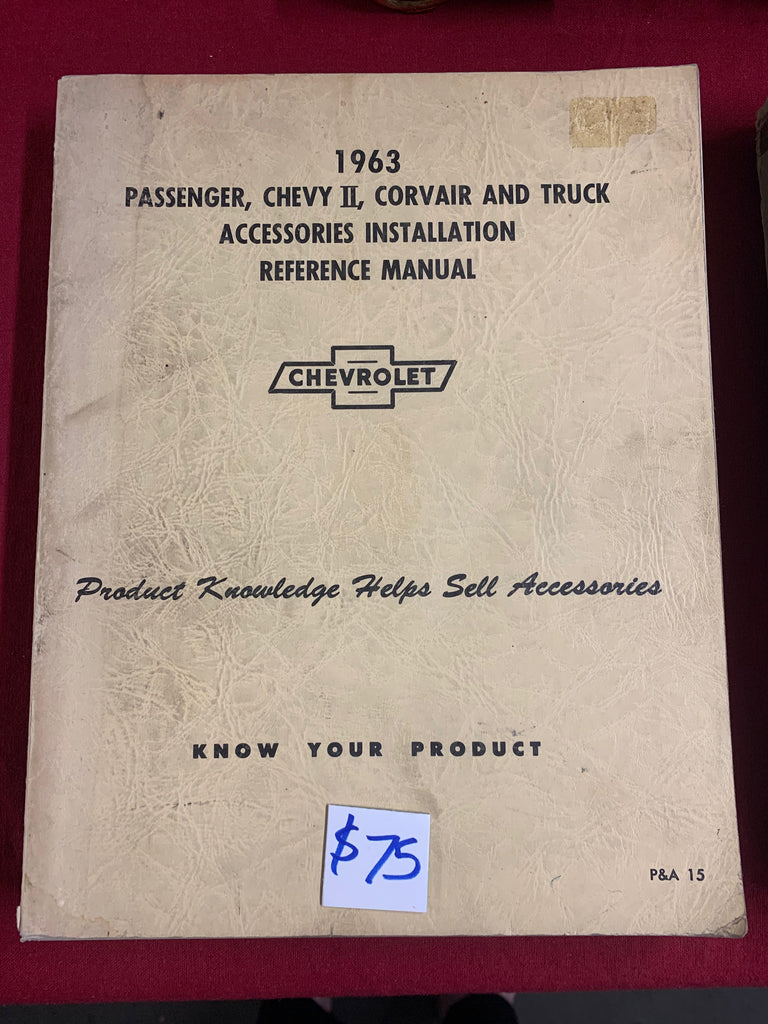 1963
PASSENGER, CHEVY II, CORVAIR AND TRUCK
ACCESSORIES INSTALLATION
REFERENCE MANUAL
CHEVROLET
Product Knowledge Helps Sell Accessories
KNOW YOUR PRODUCT
$75
P&A 15